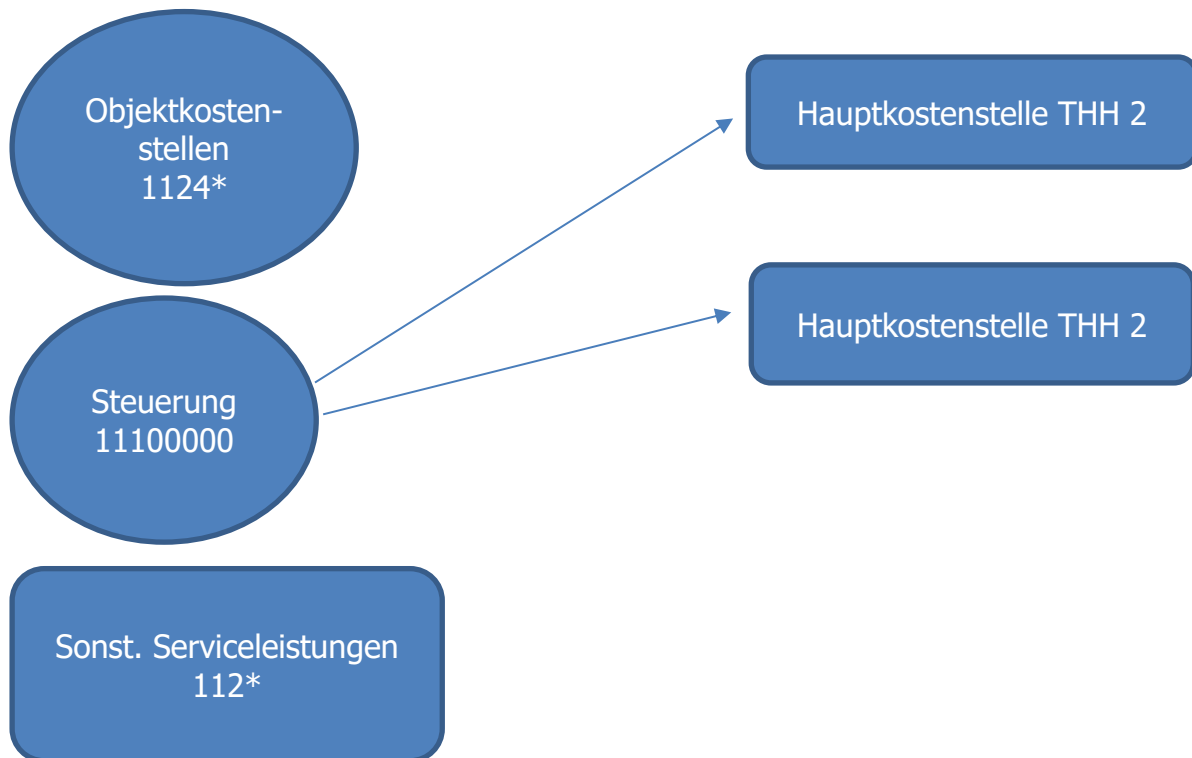 Objektkosten-
stellen
1124*
Hauptkostenstelle THH 2
Hauptkostenstelle THH 2
Steuerung
11100000
Sonst. Serviceleistungen
112*